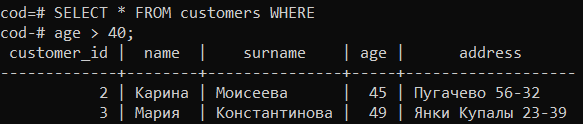 cod=# SELECT * FROM customers WHERE
cod-# age > 40;
customer_id | name | surname | age | address
-------------+--------+---------------+-----+-------------------
2 | Карина | Моисеева | 45 | Пугачево 56-32
3 | Мария | Константинова | 49 | Янки Купалы 23-39